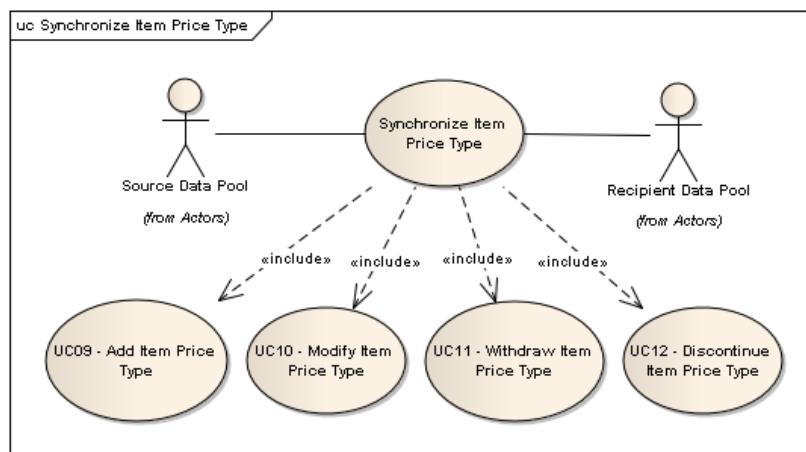 uc Synchronize Item Price Type
Synchronize Item
Price Type
Source Data Pool
(from Actors)
Recipient Data Pool
(from Actors)
«include»
«include»
«include»
«include»
UC09 - Add Item Price
Type
UC10 - Modify Item
Price Type
UC11 - Withdraw Item
Price Type
UC12 - Discontinue
Item Price Type